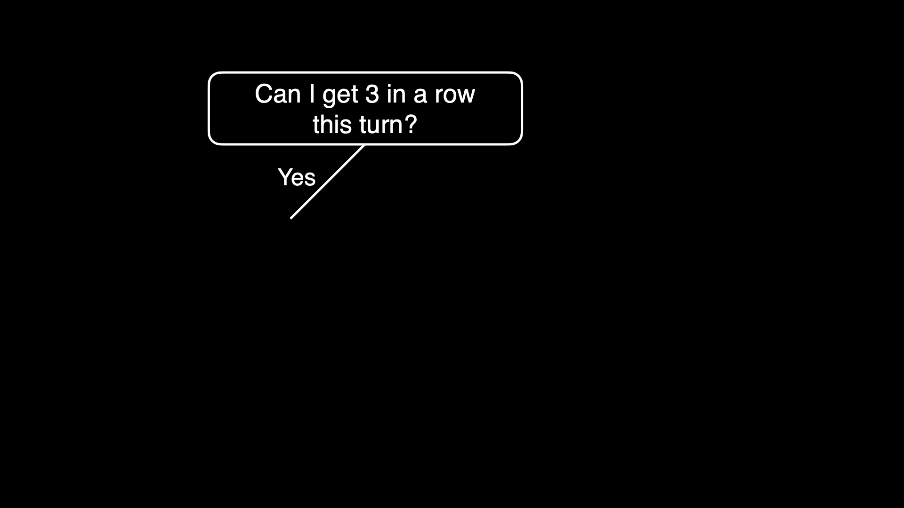 Can I get 3 in a row
this turn?
Yes